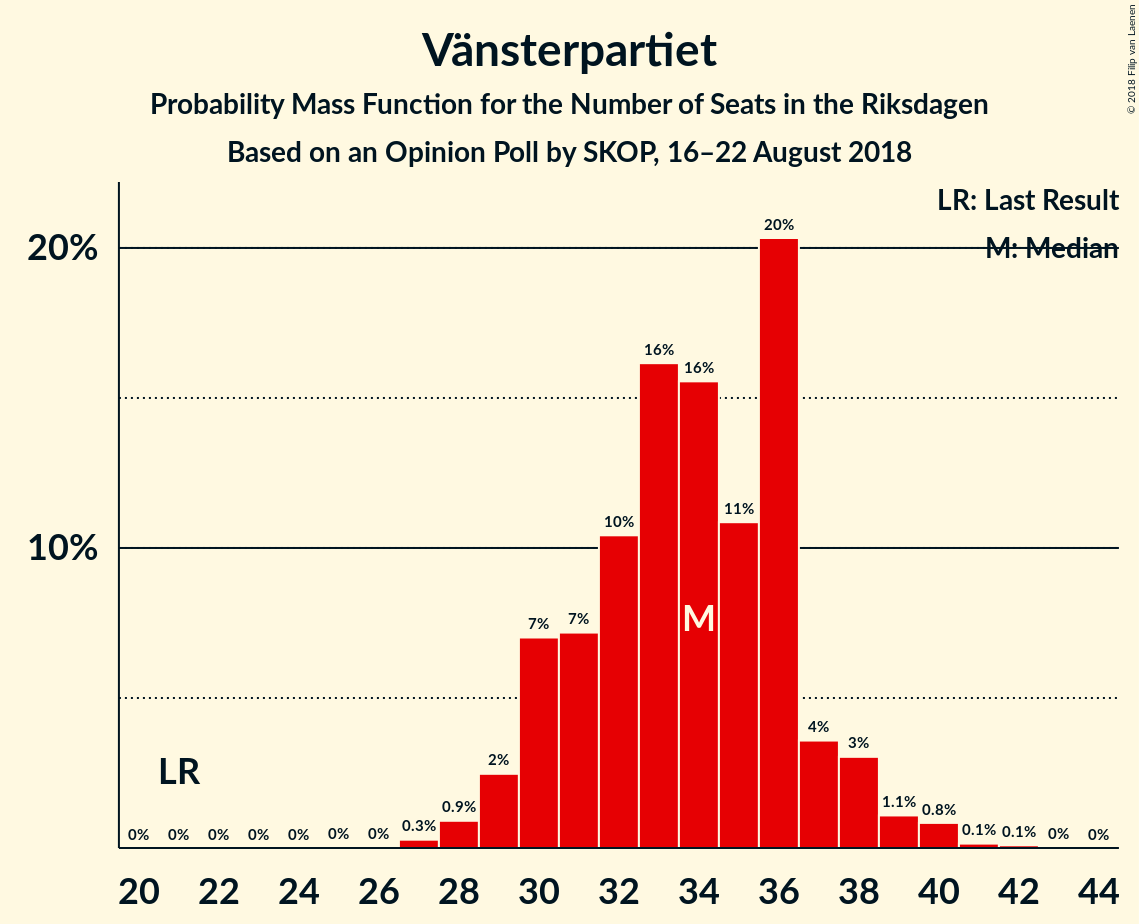 Vänsterpartiet
Probability Mass Function for the Number of Seats in the Riksdagen
Based on an Opinion Poll by SKOP, 16–22 August 2018
© 2018 Filip van Laenen
LR: Last Result
M: Median
20%
10%
0% 0% 0% 0% 0% 0% 0% 0.3% 0.9% 2% 7% 7% 10% 16% 16% 11% 20% 4% 3% 1.1% 0.8% 0.1% 0.1% 0% 0%
M
LR
20 22 24 26 28 30 32 34 36 38 40 42 44